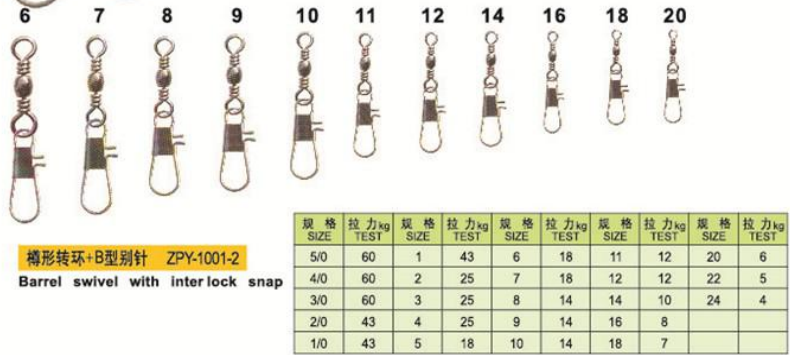 6 7 8 9 10 11 12 14 16 18 20
规格 拉力kg 规格 拉力kg 规格 拉力kg 规格 拉力kg 规格 拉力kg
SIZE TEST SIZE TEST SIZE TEST SIZE TEST SIZE TEST
5/0 60 1 43 6 18 11 12 20 6
樽形转环+B型别针 ZPY-1001-2
4/0 60 2 25 7 18 12 12 22 5
Barrel swivel with inter lock snap
3/0 60 3 25 8 14 14 10 24 4
2/0 43 4 25 9 14 16 8
1/0 43 5 18 10 14 18 7